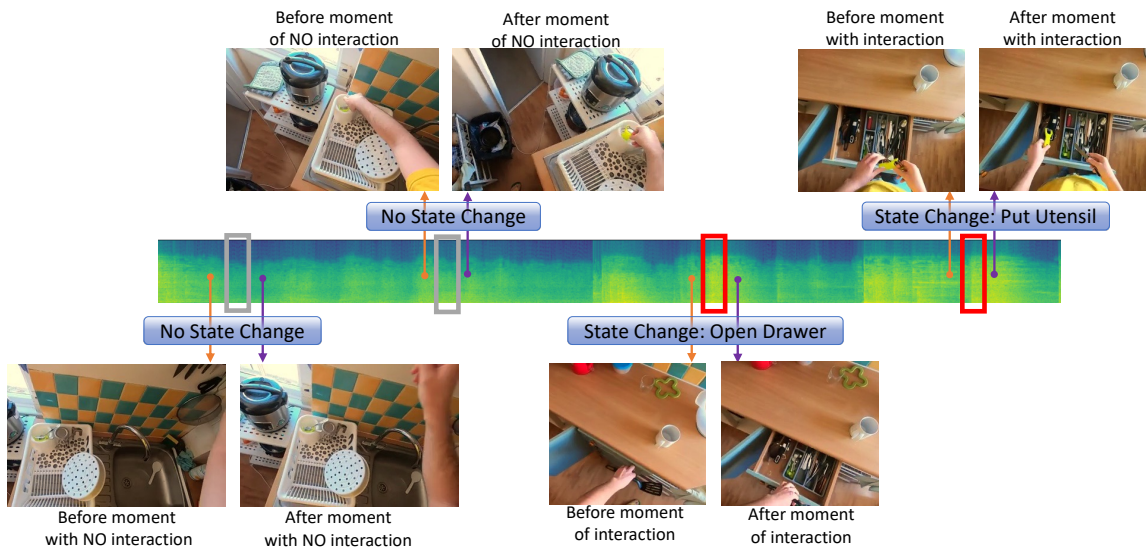 Before moment
of NO interaction
After moment
of NO interaction
Before moment
with interaction
After moment
with interaction
No State Change
State Change: Put Utensil
No State Change
State Change: Open Drawer
Before moment
with NO interaction
After moment
with NO interaction
Before moment
of interaction
After moment
of interaction